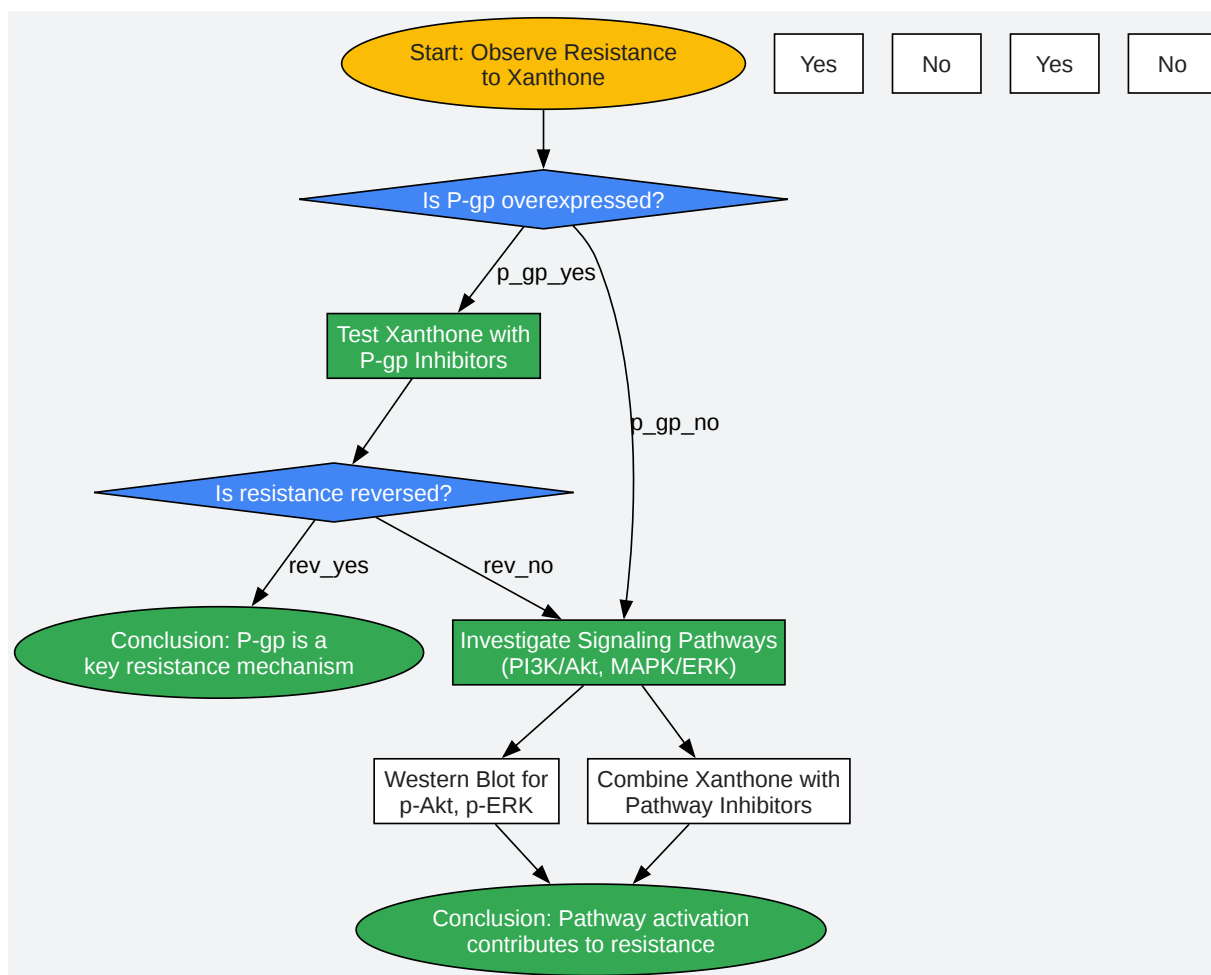 Start: Observe Resistance
to Xanthone
Yes
No
Yes
No
Is P-gp overexpressed?
p_gp_yes
Test Xanthone with
P-gp Inhibitors
p_gp_no
Is resistance reversed?
rev_yes
rev_no
Conclusion: P-gp is a
key resistance mechanism
Investigate Signaling Pathways
(PI3K/Akt, MAPK/ERK)
Western Blot for
p-Akt, p-ERK
Combine Xanthone with
Pathway Inhibitors
Conclusion: Pathway activation
contributes to resistance